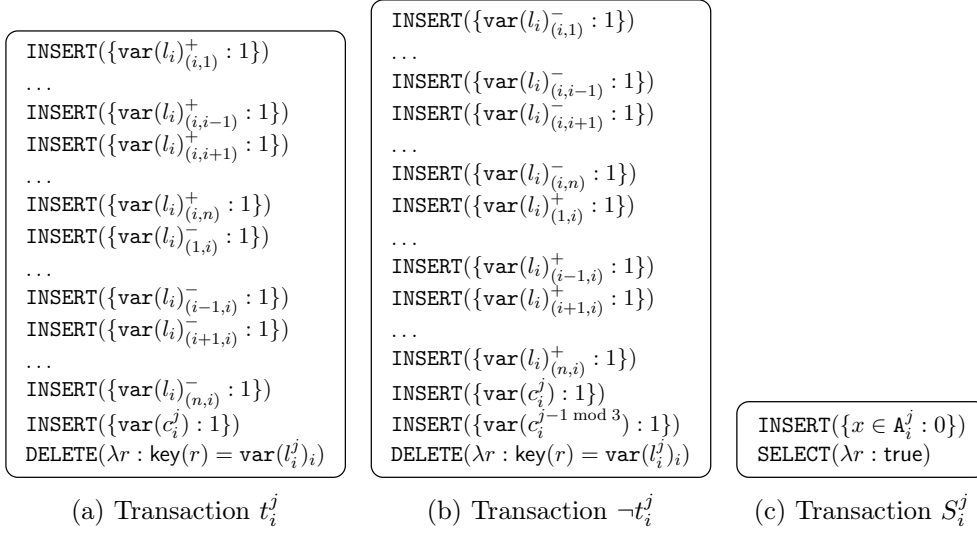 INSERT({var(l_i)^+_{(i,1)} : 1})
...
INSERT({var(l_i)^+_{(i,i−1)} : 1})
INSERT({var(l_i)^+_{(i,i+1)} : 1})
...
INSERT({var(l_i)^+_{(i,n)} : 1})
INSERT({var(l_i)^−_{(1,i)} : 1})
...
INSERT({var(l_i)^−_{(i−1,i)} : 1})
INSERT({var(l_i)^−_{(i+1,i)} : 1})
...
INSERT({var(l_i)^−_{(n,i)} : 1})
INSERT({var(c_i^j) : 1})
DELETE(λr : key(r) = var(l_i^j)_i)
(a) Transaction t_i^j
INSERT({var(l_i)^−_{(i,1)} : 1})
...
INSERT({var(l_i)^−_{(i,i−1)} : 1})
INSERT({var(l_i)^−_{(i,i+1)} : 1})
...
INSERT({var(l_i)^−_{(i,n)} : 1})
INSERT({var(l_i)^+_{(1,i)} : 1})
...
INSERT({var(l_i)^+_{(i−1,i)} : 1})
INSERT({var(l_i)^+_{(i+1,i)} : 1})
...
INSERT({var(l_i)^+_{(n,i)} : 1})
INSERT({var(c_i^j) : 1})
INSERT({var(c_i^{j−1 mod 3}) : 1})
DELETE(λr : key(r) = var(l_i^j)_i)
(b) Transaction ¬t_i^j
INSERT({x ∈ A_i^j : 0})
SELECT(λr : true)
(c) Transaction S_i^j